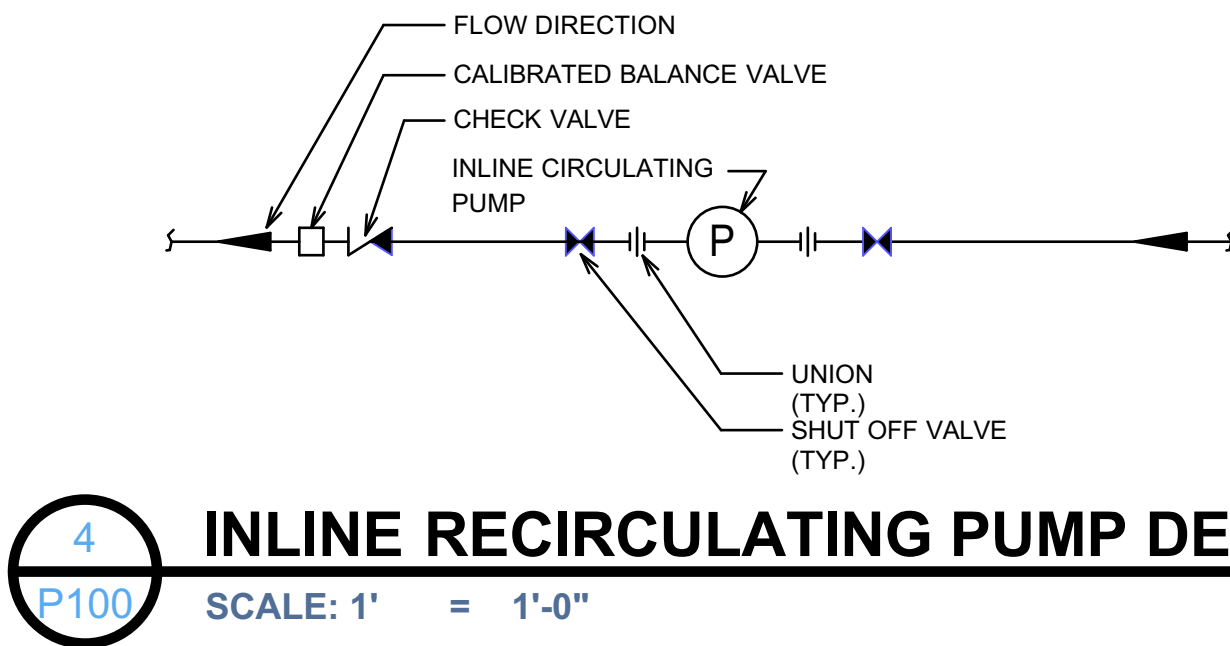 FLOW DIRECTION
CALIBRATED BALANCE VALVE
CHECK VALVE
INLINE CIRCULATING
PUMP
P
UNION
(TYP.)
SHUT OFF VALVE
(TYP.)
4
INLINE RECIRCULATING PUMP DE
P100
SCALE: 1' = 1'-0"